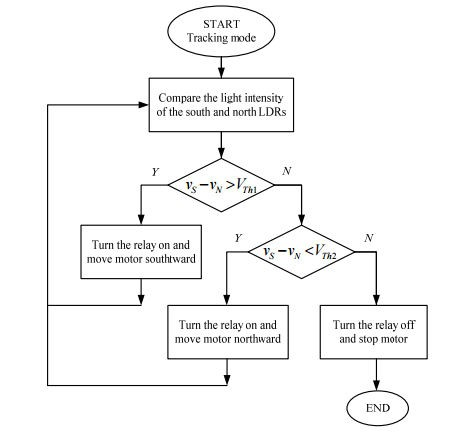 START
Tracking mode
Compare the light intensity
of the south and north LDRs
Y
N
v_S − v_N > V_Th1
Turn the relay on and
move motor southtward
Y
N
v_S − v_N < V_Th2
Turn the relay on and
move motor northward
Turn the relay off
and stop motor
END